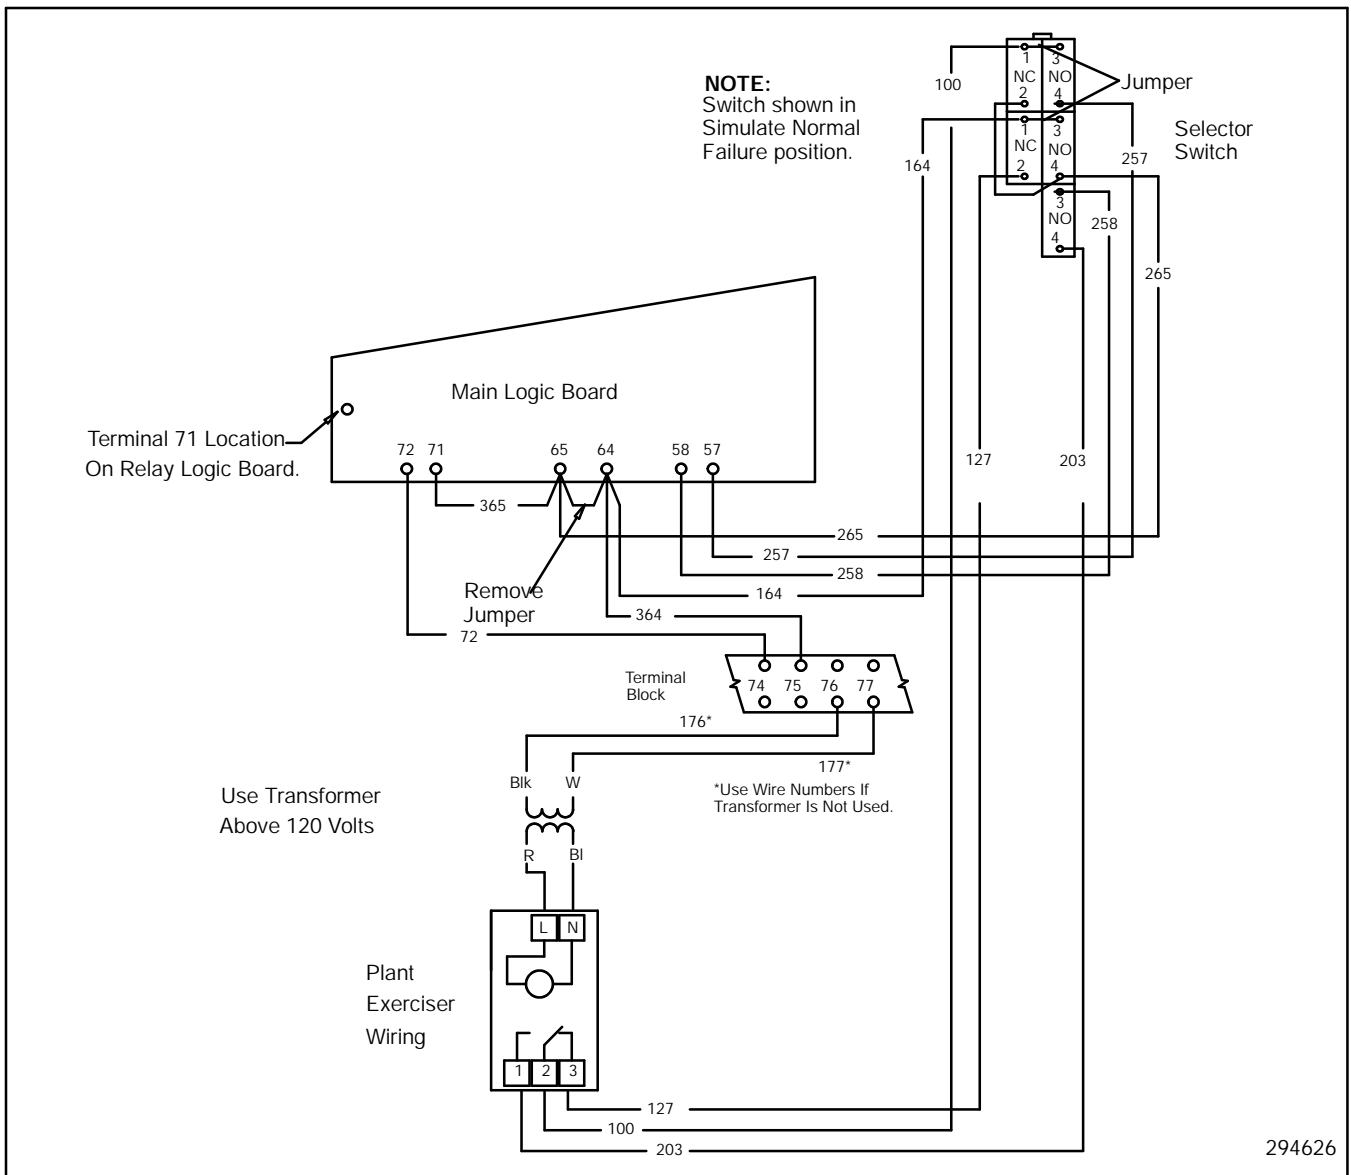 NOTE:
Switch shown in
Simulate Normal
Failure position.
100
1
3
NC
NO
2
4
Jumper
1
3
NC
NO
2
4
3
NO
4
164
257
Selector
Switch
258
265
Main Logic Board
Terminal 71 Location
On Relay Logic Board.
72
71
65
64
58
57
127
203
365
265
257
258
Remove
Jumper
164
364
72
Terminal
Block
74
75
76
77
176*
177*
*Use Wire Numbers If
Transformer Is Not Used.
Blk
W
Use Transformer
Above 120 Volts
R
Bl
L
N
Plant
Exerciser
Wiring
1
2
3
127
100
203
294626